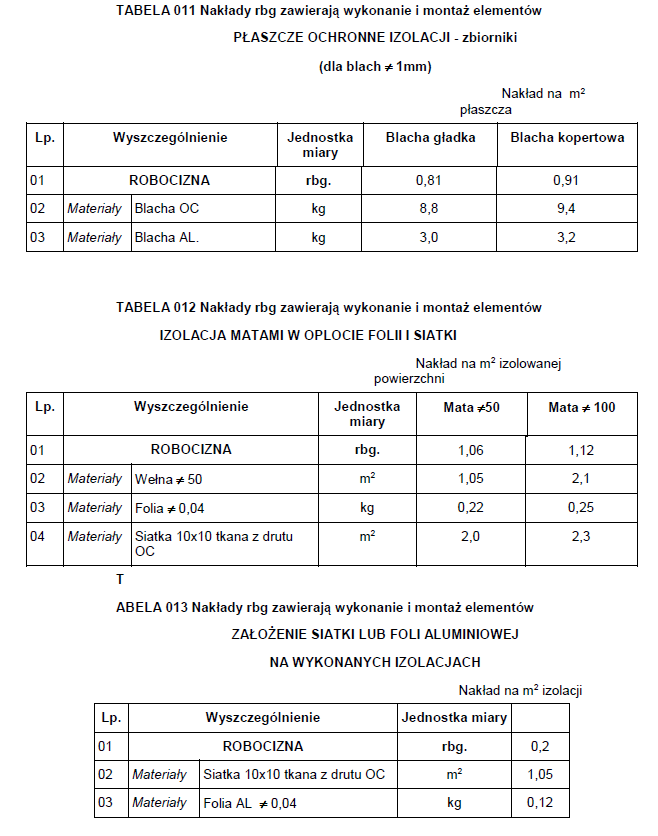 TABELA 011 Nakłady rbg zawierają wykonanie i montaż elementów
PŁASZCZE OCHRONNE IZOLACJI - zbiorniki
(dla blach ≠ 1mm)
Nakład na m²
płaszcza
Lp. Wyszczególnienie Jednostka miary Blacha gładka Blacha kopertowa
01 ROBOCIZNA rbg. 0,81 0,91
02 Materiały Blacha OC kg 8,8 9,4
03 Materiały Blacha AL. kg 3,0 3,2
TABELA 012 Nakłady rbg zawierają wykonanie i montaż elementów
IZOLACJA MATAMI W OPLOCIE FOLII I SIATKI
Nakład na m² izolowanej
powierzchni
Lp. Wyszczególnienie Jednostka miary Mata ≠50 Mata ≠ 100
01 ROBOCIZNA rbg. 1,06 1,12
02 Materiały Wełna ≠ 50 m² 1,05 2,1
03 Materiały Folia ≠ 0,04 kg 0,22 0,25
04 Materiały Siatka 10x10 tkana z drutu OC m² 2,0 2,3
T
ABELA 013 Nakłady rbg zawierają wykonanie i montaż elementów
ZAŁOŻENIE SIATKI LUB FOLI ALUMINIOWEJ
NA WYKONANYCH IZOLACJACH
Nakład na m² izolacji
Lp. Wyszczególnienie Jednostka miary
01 ROBOCIZNA rbg. 0,2
02 Materiały Siatka 10x10 tkana z drutu OC m² 1,05
03 Materiały Folia AL ≠ 0,04 kg 0,12